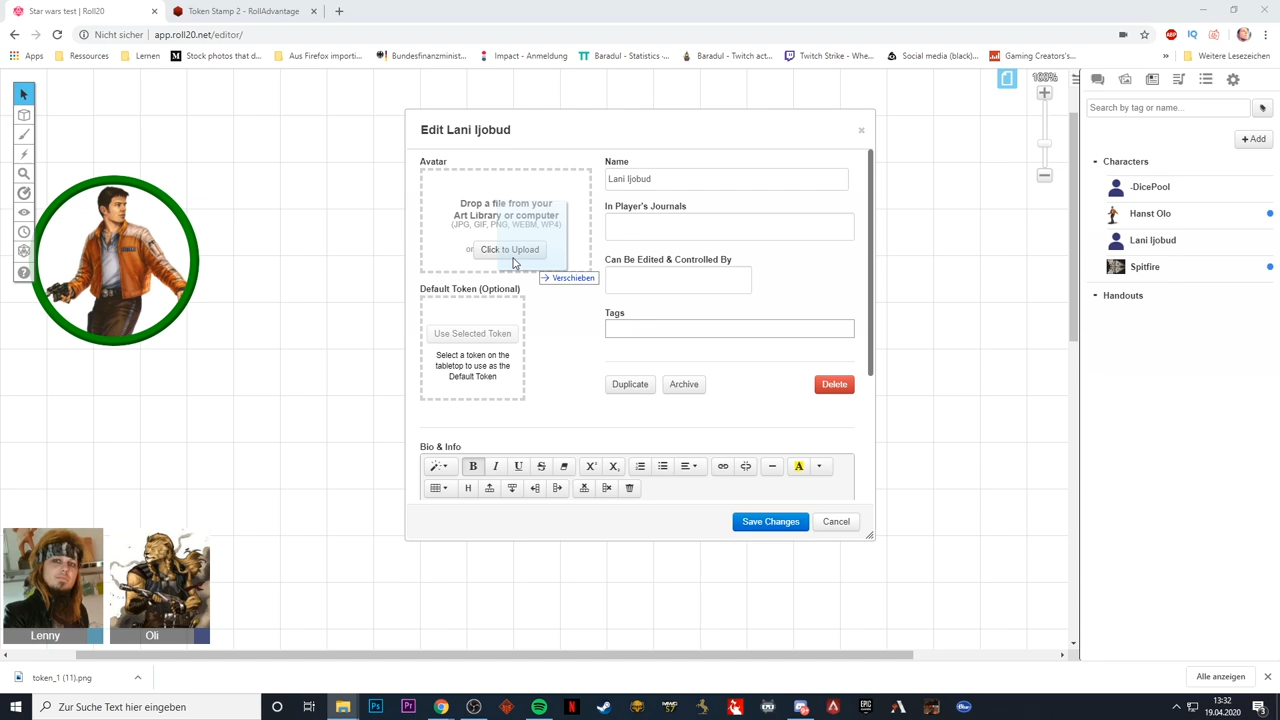 Star wars test | Roll20
Token Stamp 2 - RollAdvantage
Nicht sicher
app.roll20.net/editor/
Apps
Ressources
Lernen
Stock photos that d...
Aus Firefox importi...
Bundesfinanzminist...
Impact - Anmeldung
Baradul - Statistics -...
Baradul - Twitch act...
Twitch Strike - Whe...
Social media (black)...
Gaming Creators's...
»
Weitere Lesezeichen
100%
Search by tag or name...
+ Add
Characters
-DicePool
Hanst Olo
Lani Ijobud
Spitfire
Handouts
Edit Lani Ijobud
Avatar
Drop a file from your
Art Library or computer
(JPG, GIF, PNG, WEBM, WP4)
or
Click to Upload
→ Verschieben
Default Token (Optional)
Use Selected Token
Select a token on the
tabletop to use as the
Default Token
Name
Lani Ijobud
In Player's Journals
Can Be Edited & Controlled By
Tags
Duplicate
Archive
Delete
Bio & Info
B
I
U
S
X²
X₂
A
H
Save Changes
Cancel
Lenny
Oli
token_1 (11).png
Alle anzeigen
Zur Suche Text hier eingeben
Ps
Pr
EPIC
13:32
19.04.2020